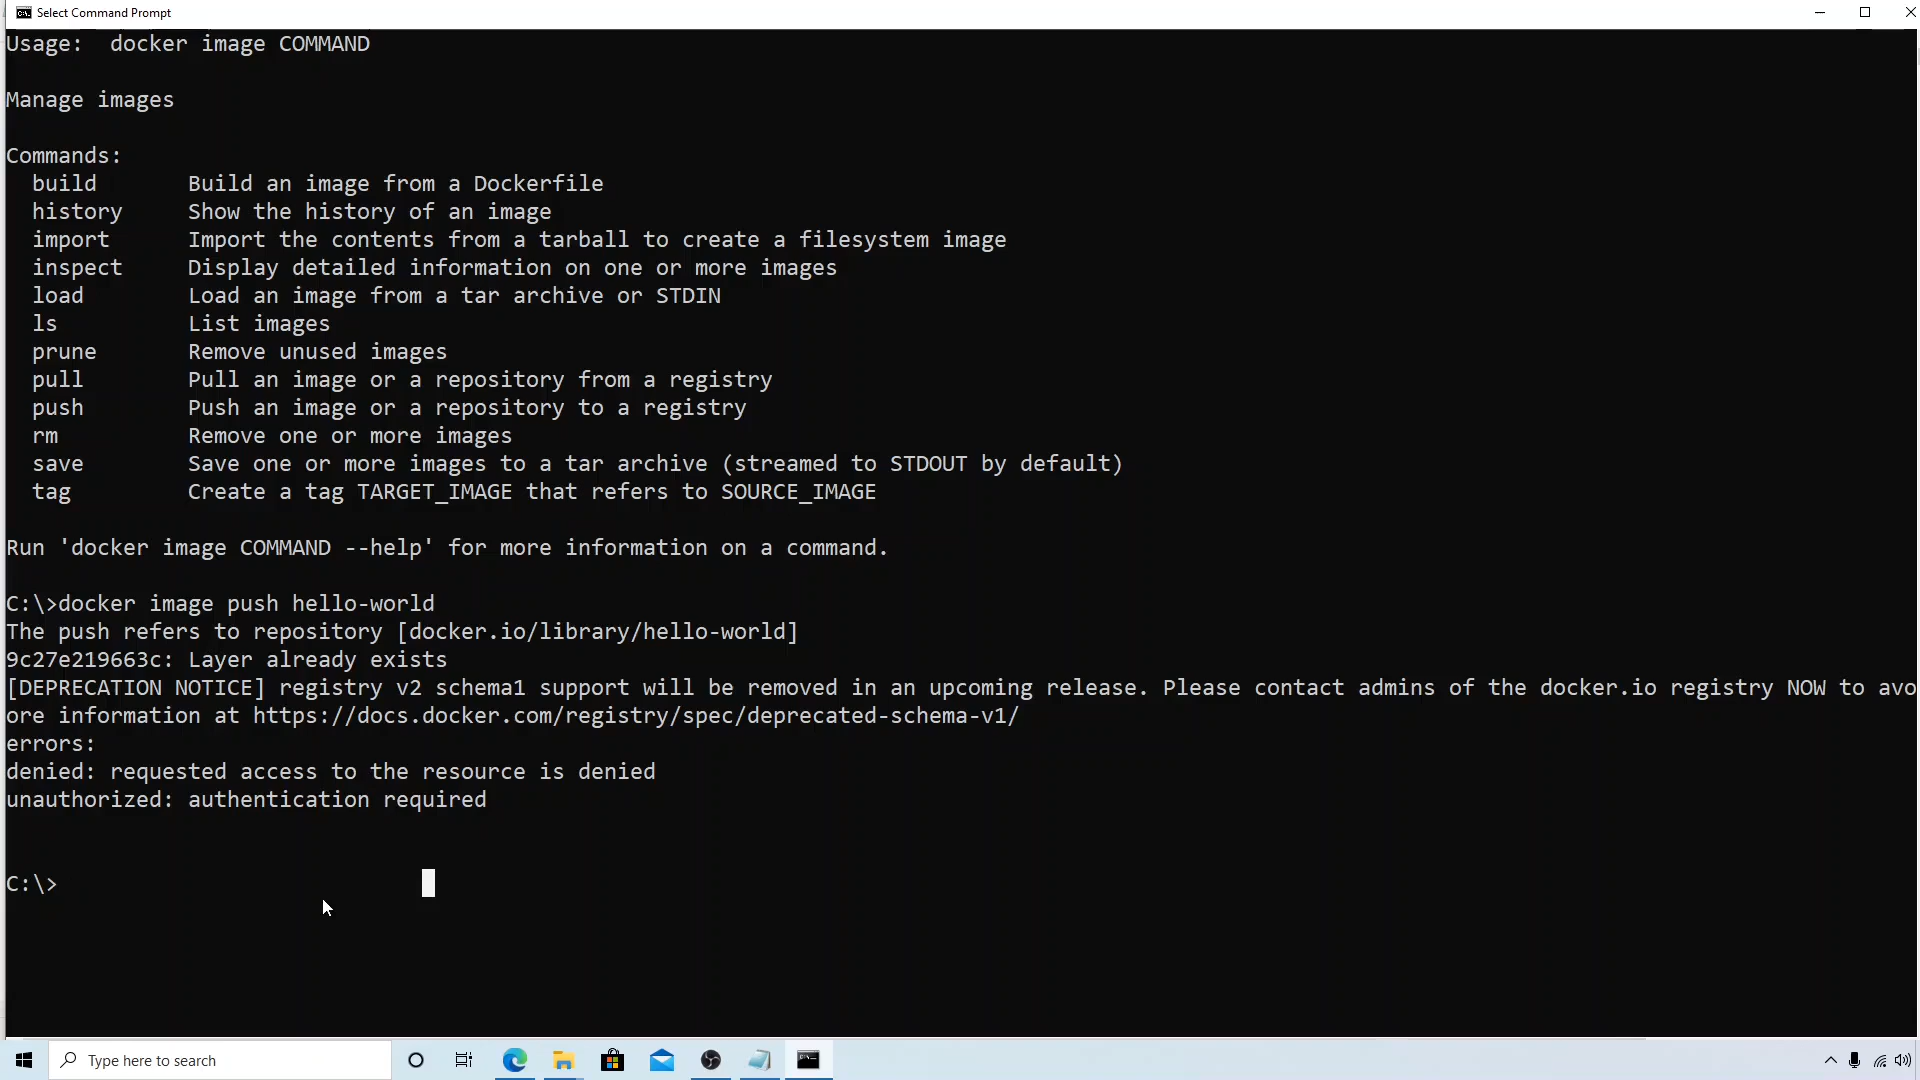 Select Command Prompt
Usage:  docker image COMMAND
Manage images
Commands:
  build       Build an image from a Dockerfile
  history     Show the history of an image
  import      Import the contents from a tarball to create a filesystem image
  inspect     Display detailed information on one or more images
  load        Load an image from a tar archive or STDIN
  ls          List images
  prune       Remove unused images
  pull        Pull an image or a repository from a registry
  push        Push an image or a repository to a registry
  rm          Remove one or more images
  save        Save one or more images to a tar archive (streamed to STDOUT by default)
  tag         Create a tag TARGET_IMAGE that refers to SOURCE_IMAGE
Run 'docker image COMMAND --help' for more information on a command.
C:\>docker image push hello-world
The push refers to repository [docker.io/library/hello-world]
9c27e219663c: Layer already exists
[DEPRECATION NOTICE] registry v2 schema1 support will be removed in an upcoming release. Please contact admins of the docker.io registry NOW to avo
ore information at https://docs.docker.com/registry/spec/deprecated-schema-v1/
errors:
denied: requested access to the resource is denied
unauthorized: authentication required
C:\>
Type here to search